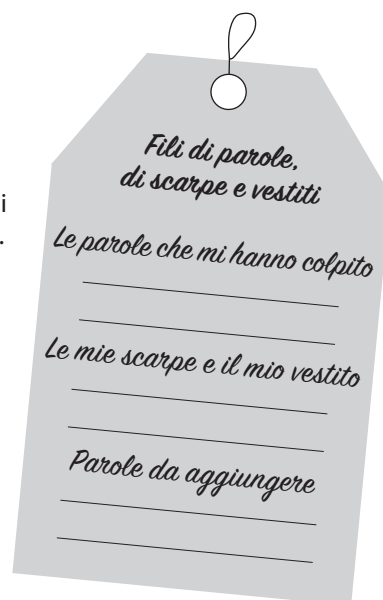 i
.
Fili di parole,
di scarpe e vestiti
Le parole che mi hanno colpito
Le mie scarpe e il mio vestito
Parole da aggiungere